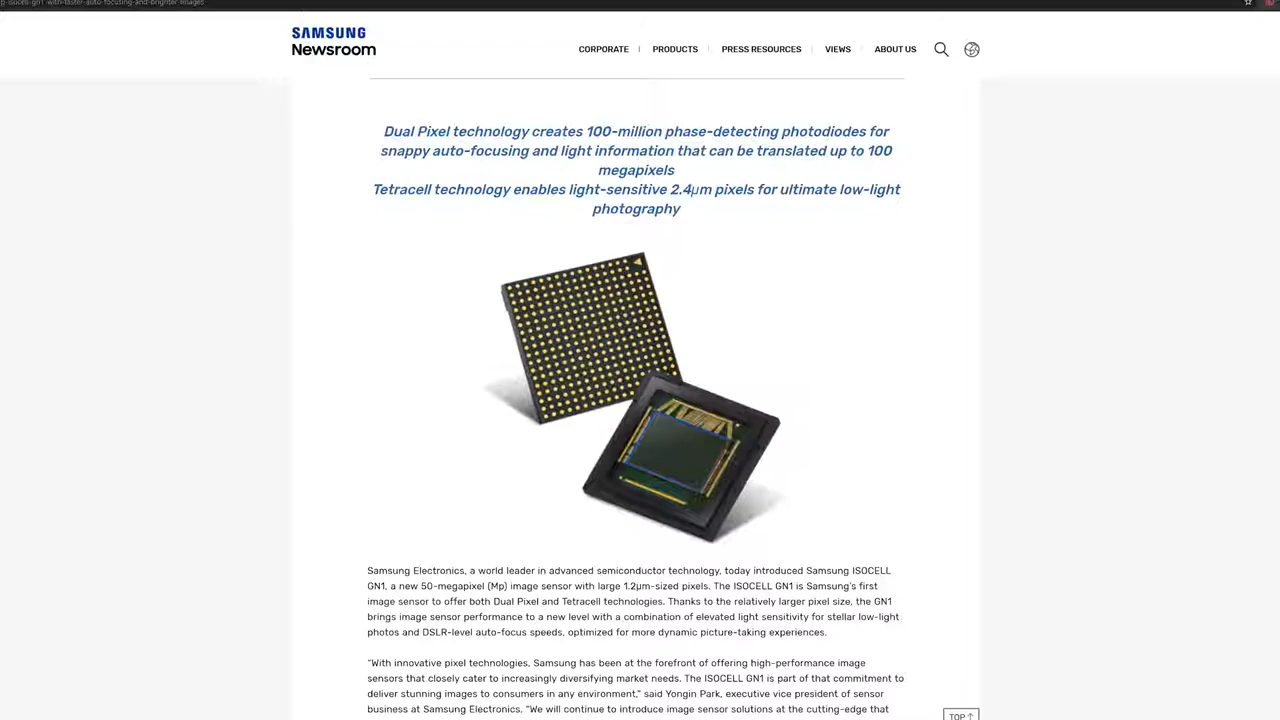 p-isoces-gn1-with-faster-auto-focusing-and-brighter-images
SAMSUNG
Newsroom
CORPORATE
PRODUCTS
PRESS RESOURCES
VIEWS
ABOUT US
Dual Pixel technology creates 100-million phase-detecting photodiodes for
snappy auto-focusing and light information that can be translated up to 100
megapixels
Tetracell technology enables light-sensitive 2.4μm pixels for ultimate low-light
photography
Samsung Electronics, a world leader in advanced semiconductor technology, today introduced Samsung ISOCELL
GN1, a new 50-megapixel (Mp) image sensor with large 1.2μm-sized pixels. The ISOCELL GN1 is Samsung's first
image sensor to offer both Dual Pixel and Tetracell technologies. Thanks to the relatively larger pixel size, the GN1
brings image sensor performance to a new level with a combination of elevated light sensitivity for stellar low-light
photos and DSLR-level auto-focus speeds, optimized for more dynamic picture-taking experiences.
"With innovative pixel technologies, Samsung has been at the forefront of offering high-performance image
sensors that closely cater to increasingly diversifying market needs. The ISOCELL GN1 is part of that commitment to
deliver stunning images to consumers in any environment," said Yongin Park, executive vice president of sensor
business at Samsung Electronics. "We will continue to introduce image sensor solutions at the cutting-edge that
TOP↑